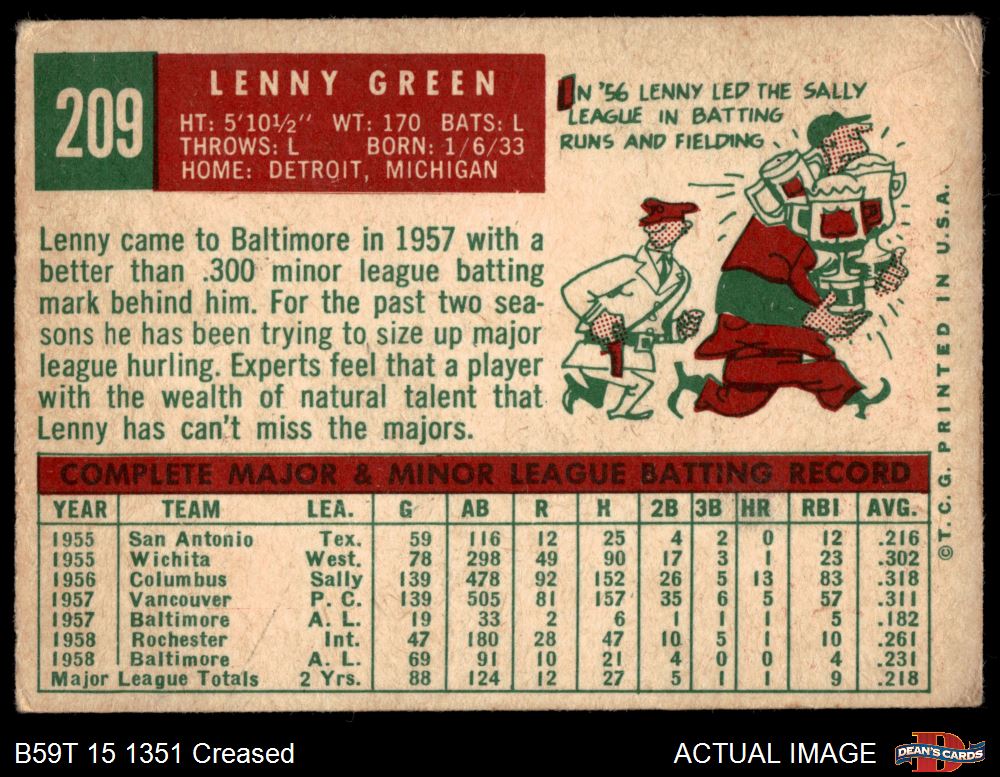 209
LENNY GREEN
HT: 5'10½" WT: 170 BATS: L
THROWS: L BORN: 1/6/33
HOME: DETROIT, MICHIGAN
IN '56 LENNY LED THE SALLY
LEAGUE IN BATTING
RUNS AND FIELDING.
Lenny came to Baltimore in 1957 with a
better than .300 minor league batting
mark behind him. For the past two sea-
sons he has been trying to size up major
league hurling. Experts feel that a player
with the wealth of natural talent that
Lenny has can't miss the majors.
COMPLETE MAJOR & MINOR LEAGUE BATTING RECORD
YEAR TEAM LEA. G AB R H 2B 3B HR RBI AVG.
1955 San Antonio Tex. 59 116 12 25 4 2 0 12 .216
1955 Wichita West. 78 298 49 90 17 3 1 23 .302
1956 Columbus Sally 139 478 92 152 26 5 13 83 .318
1957 Vancouver P. C. 139 505 81 157 35 6 5 57 .311
1957 Baltimore A. L. 19 33 2 6 1 1 1 5 .182
1958 Rochester Int. 47 180 28 47 10 5 1 10 .261
1958 Baltimore A. L. 69 91 10 21 4 0 0 4 .231
Major League Totals 2 Yrs. 88 124 12 27 5 1 1 9 .218
©T. C. G. PRINTED IN U.S.A.
B59T 15 1351 Creased
ACTUAL IMAGE
DEAN'S CARDS